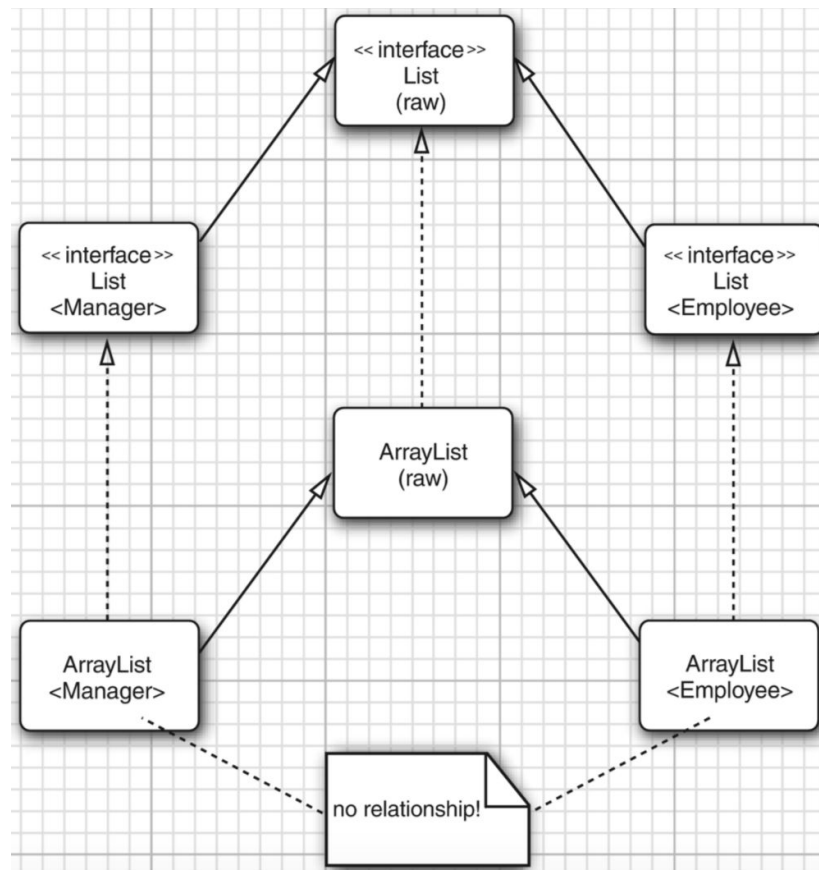 << interface >>
List
(raw)
<< interface >>
List
<Manager>
<< interface >>
List
<Employee>
ArrayList
(raw)
ArrayList
<Manager>
ArrayList
<Employee>
no relationship!